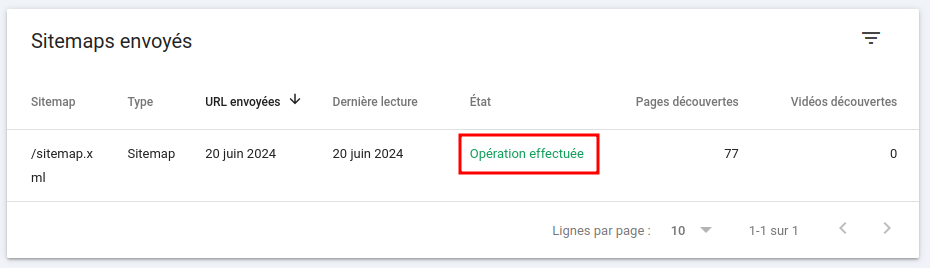 Sitemaps envoyés
Sitemap Type URL envoyées Dernière lecture État Pages découvertes Vidéos découvertes
/sitemap.x Sitemap 20 juin 2024 20 juin 2024 Opération effectuée 77 0
ml
Lignes par page : 10 1-1 sur 1